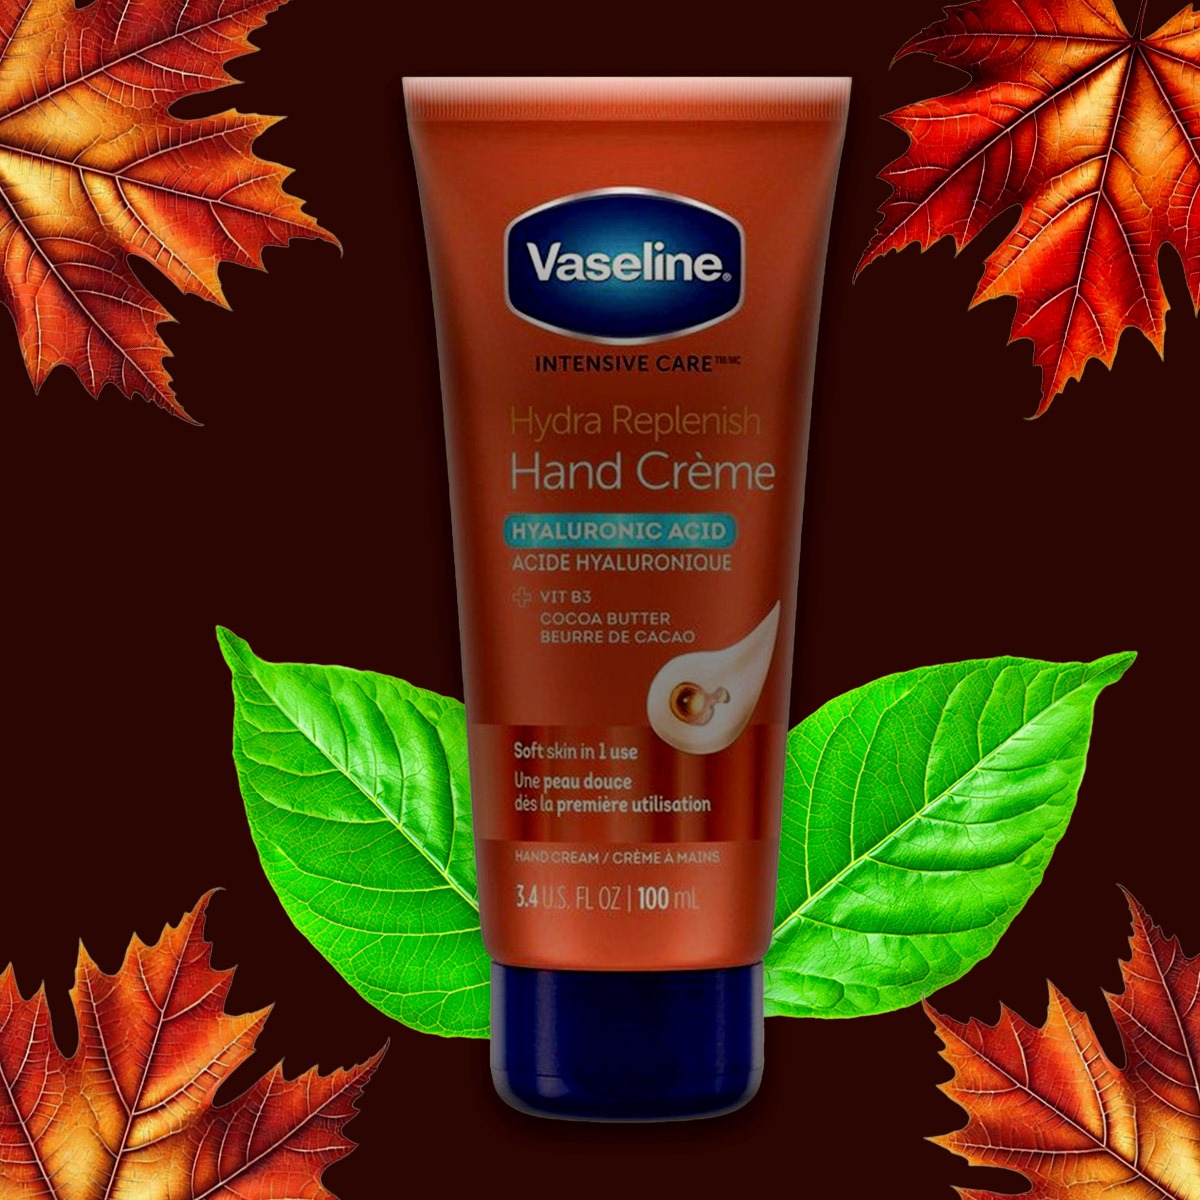 Vaseline®
INTENSIVE CARE™/MC
Hydra Replenish
Hand Crème
HYALURONIC ACID
ACIDE HYALURONIQUE
+ VIT B3
COCOA BUTTER
BEURRE DE CACAO
Soft skin in 1 use
Une peau douce
dès la première utilisation
HAND CREAM / CRÈME À MAINS
3.4 U.S. FL OZ | 100 mL